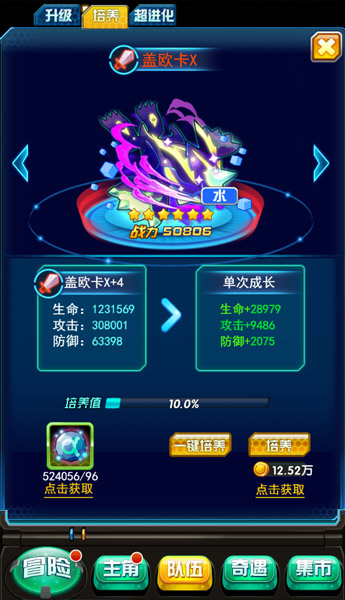 升级 培养 超进化
盖欧卡X
水
战力 50806
盖欧卡X+4
生命：1231569
攻击：308001
防御：63398
单次成长
生命+28979
攻击+9486
防御+2075
培养值 10.0%
524056/96
点击获取
一键培养
培养
12.52万
点击获取
冒险 主角 队伍 奇遇 集市